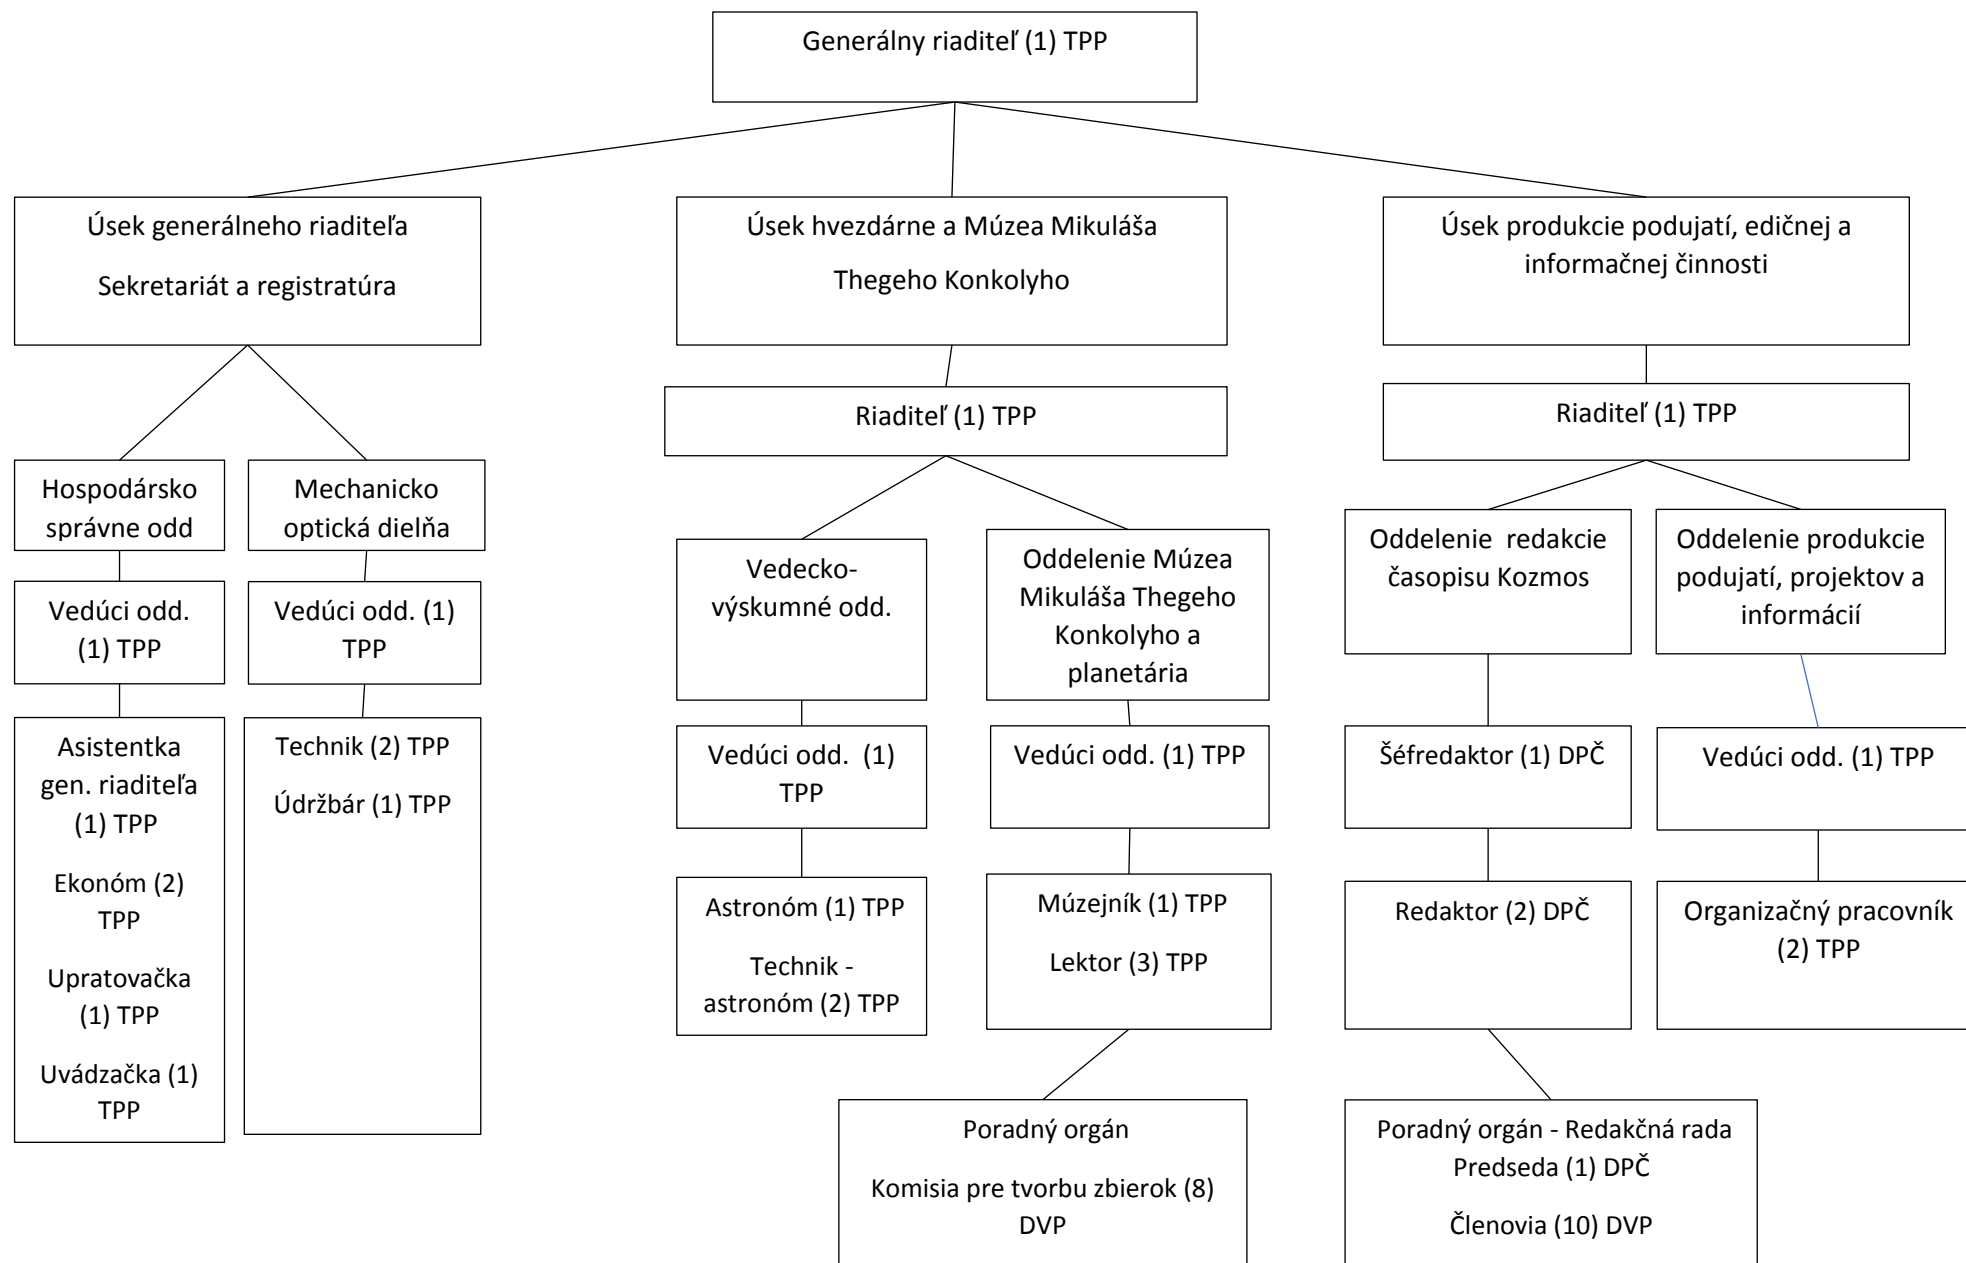 Generálny riaditeľ (1) TPP
Úsek generálneho riaditeľa
Sekretariát a registratúra
Úsek hvezdárne a Múzea Mikuláša
Thegeho Konkolyho
Úsek produkcie podujatí, edičnej a
informačnej činnosti
Riaditeľ (1) TPP
Riaditeľ (1) TPP
Hospodársko
správne odd
Mechanicko
optická dielňa
Vedecko-
výskumné odd.
Oddelenie Múzea
Mikuláša Thegeho
Konkolyho a
planetária
Oddelenie  redakcie
časopisu Kozmos
Oddelenie produkcie
podujatí, projektov a
informácií
Vedúci odd.
(1) TPP
Vedúci odd. (1)
TPP
Vedúci odd.  (1)
TPP
Vedúci odd. (1) TPP
Šéfredaktor (1) DPČ
Vedúci odd. (1) TPP
Asistentka
gen. riaditeľa
(1) TPP
Ekonóm (2)
TPP
Upratovačka
(1) TPP
Uvádzačka (1)
TPP
Technik (2) TPP
Údržbár (1) TPP
Astronóm (1) TPP
Technik -
astronóm (2) TPP
Múzejník (1) TPP
Lektor (3) TPP
Redaktor (2) DPČ
Organizačný pracovník
(2) TPP
Poradný orgán
Komisia pre tvorbu zbierok (8)
DVP
Poradný orgán - Redakčná rada
Predseda (1) DPČ
Členovia (10) DVP